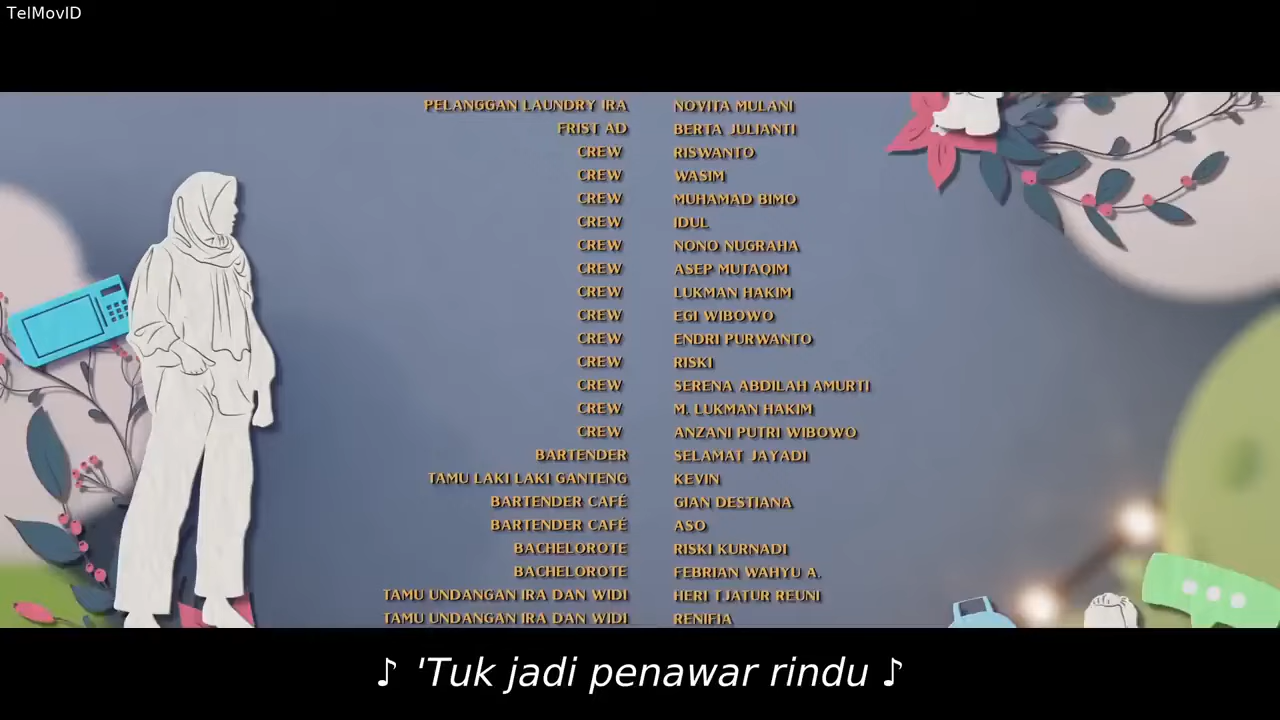 TelMovID
PELANGGAN LAUNDRY IRA NOVITA MULANI
FRIST AD BERTA JULIANTI
CREW RISWANTO
CREW WASIM
CREW MUHAMAD BIMO
CREW IDUL
CREW NONO NUGRAHA
CREW ASEP MUTAQIM
CREW LUKMAN HAKIM
CREW EGI WIBOWO
CREW ENDRI PURWANTO
CREW RISKI
CREW SERENA ABDILAH AMURTI
CREW M. LUKMAN HAKIM
CREW ANZANI PUTRI WIBOWO
BARTENDER SELAMAT JAYADI
TAMU LAKI LAKI GANTENG KEVIN
BARTENDER CAFÉ GIAN DESTIANA
BARTENDER CAFÉ ASO
BACHELOROTE RISKI KURNADI
BACHELOROTE FEBRIAN WAHYU A.
TAMU UNDANGAN IRA DAN WIDI HERI TJATUR REUNI
TAMU UNDANGAN IRA DAN WIDI RENIFIA
♪ 'Tuk jadi penawar rindu ♪